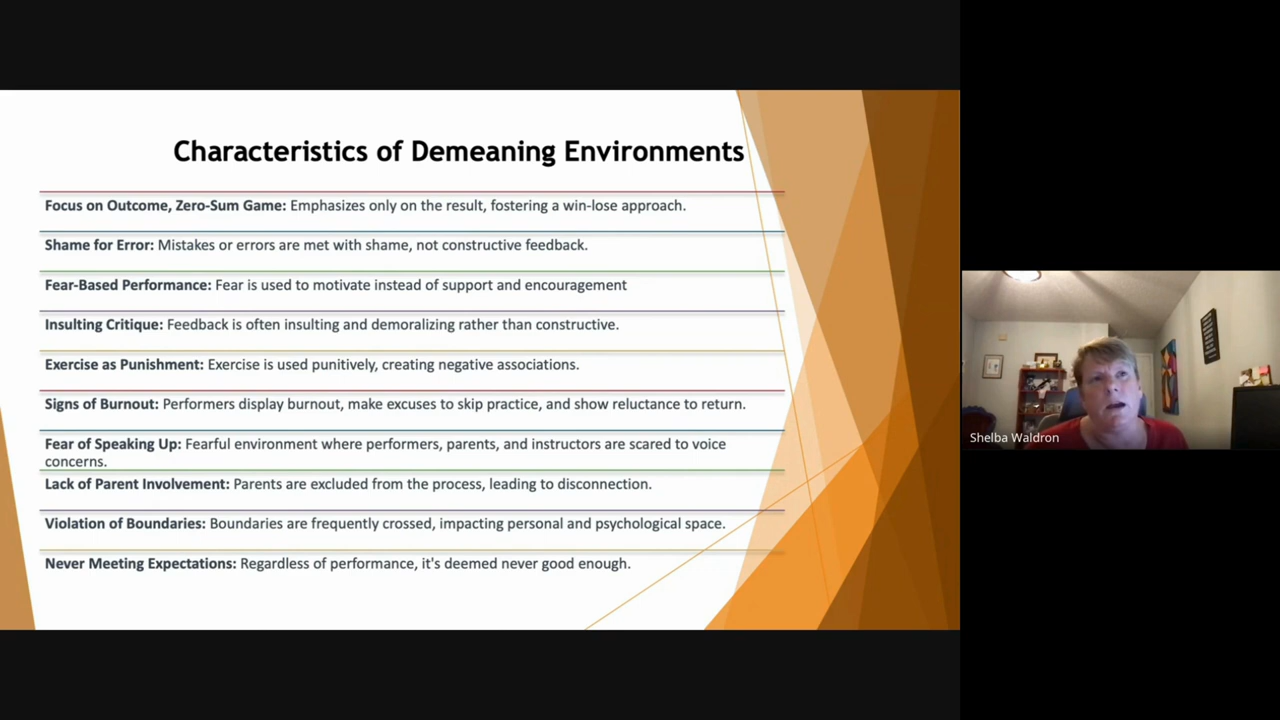 Characteristics of Demeaning Environments
Focus on Outcome, Zero-Sum Game: Emphasizes only on the result, fostering a win-lose approach.
Shame for Error: Mistakes or errors are met with shame, not constructive feedback.
Fear-Based Performance: Fear is used to motivate instead of support and encouragement
Insulting Critique: Feedback is often insulting and demoralizing rather than constructive.
Exercise as Punishment: Exercise is used punitively, creating negative associations.
Signs of Burnout: Performers display burnout, make excuses to skip practice, and show reluctance to return.
Fear of Speaking Up: Fearful environment where performers, parents, and instructors are scared to voice
concerns.
Lack of Parent Involvement: Parents are excluded from the process, leading to disconnection.
Violation of Boundaries: Boundaries are frequently crossed, impacting personal and psychological space.
Never Meeting Expectations: Regardless of performance, it's deemed never good enough.
Shelba Waldron